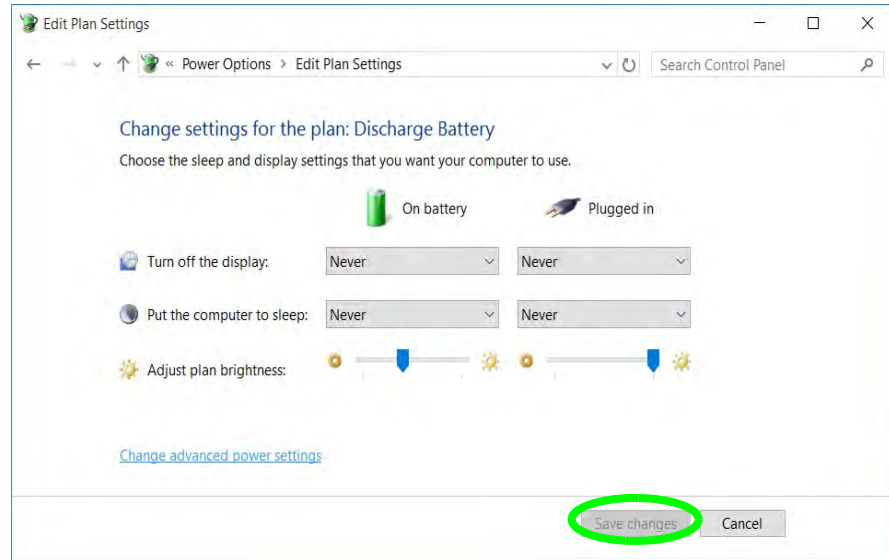 Edit Plan Settings
« Power Options > Edit Plan Settings
Search Control Panel
Change settings for the plan: Discharge Battery
Choose the sleep and display settings that you want your computer to use.
On battery Plugged in
Turn off the display: Never Never
Put the computer to sleep: Never Never
Adjust plan brightness:
Change advanced power settings
Save changes Cancel